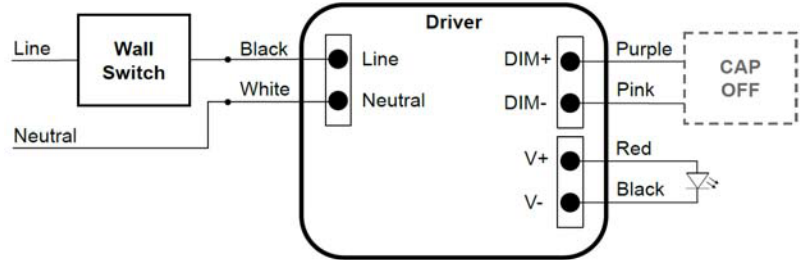 Driver
Line
Wall
Switch
Black
Line
White
Neutral
Neutral
DIM+
Purple
DIM-
Pink
CAP
OFF
V+
Red
V-
Black